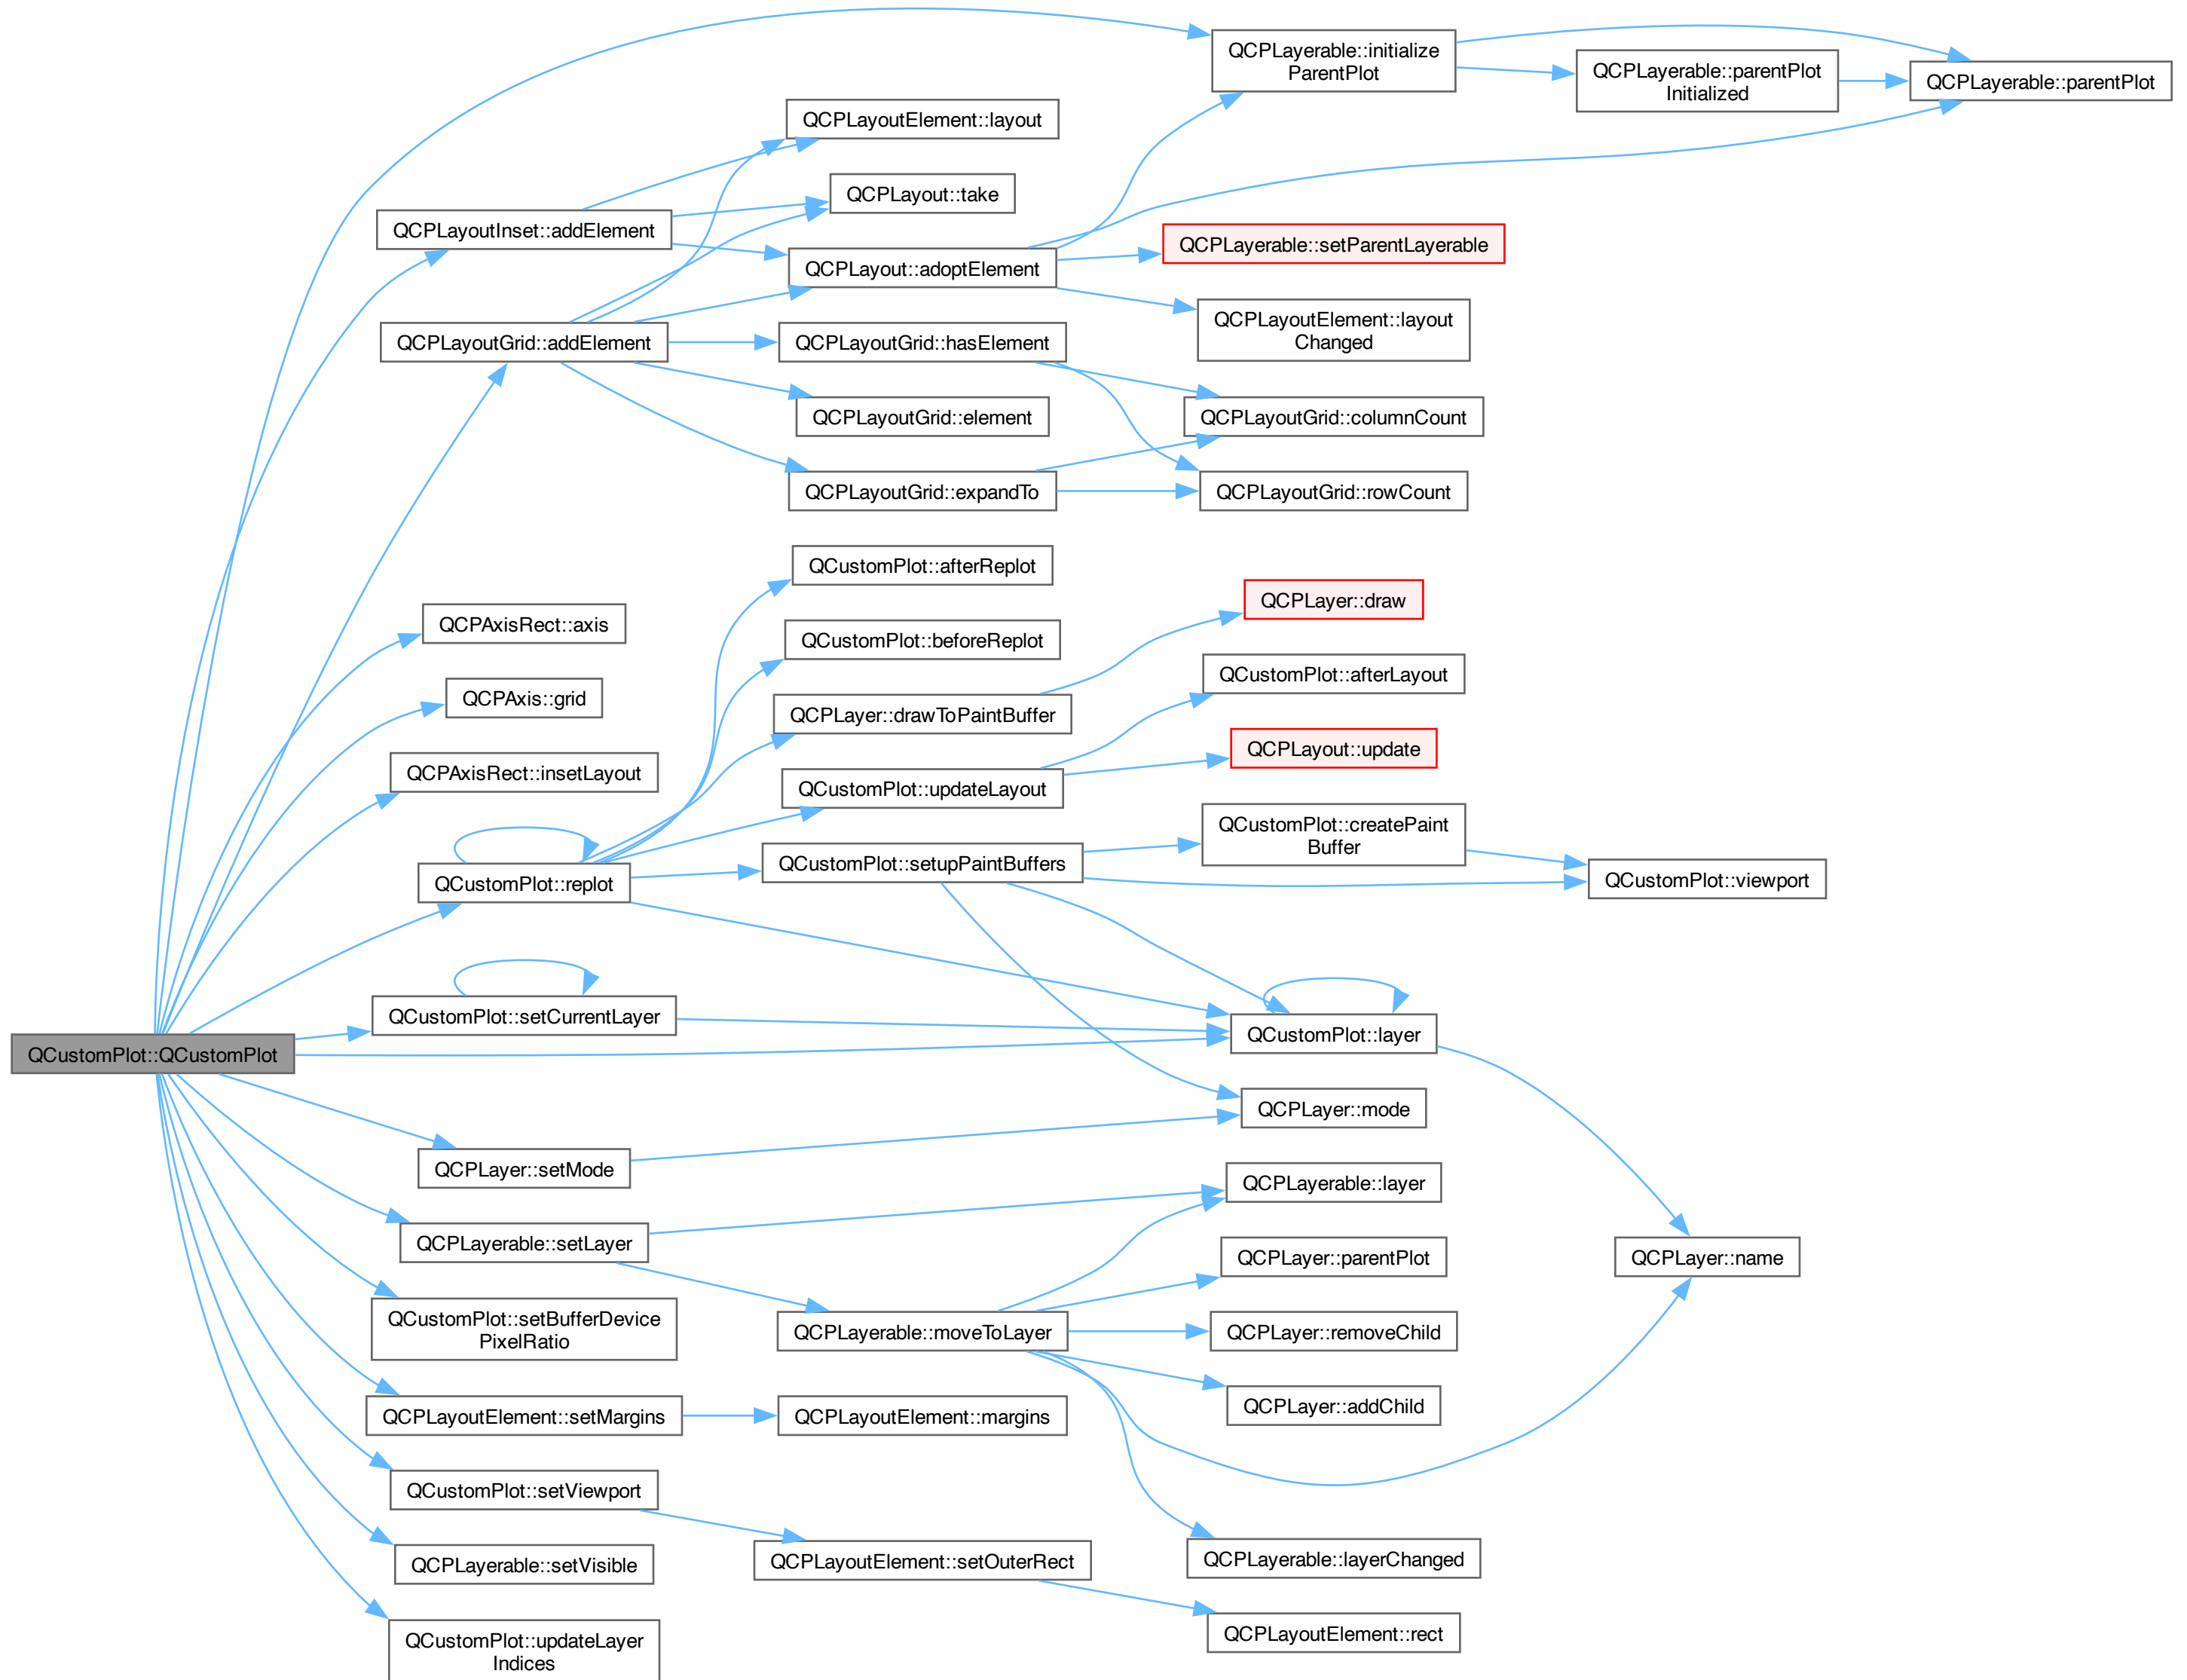 QCPLayerable::initialize
ParentPlot
QCPLayerable::parentPlot
Initialized
QCPLayerable::parentPlot
QCPLayoutElement::layout
QCPLayout::take
QCPLayoutInset::addElement
QCPLayout::adoptElement
QCPLayerable::setParentLayerable
QCPLayoutElement::layout
Changed
QCPLayoutGrid::addElement
QCPLayoutGrid::hasElement
QCPLayoutGrid::element
QCPLayoutGrid::columnCount
QCPLayoutGrid::expandTo
QCPLayoutGrid::rowCount
QCustomPlot::afterReplot
QCPLayer::draw
QCPAxisRect::axis
QCustomPlot::beforeReplot
QCustomPlot::afterLayout
QCPAxis::grid
QCPLayer::drawToPaintBuffer
QCPLayout::update
QCPAxisRect::insetLayout
QCustomPlot::updateLayout
QCustomPlot::createPaint
Buffer
QCustomPlot::replot
QCustomPlot::setupPaintBuffers
QCustomPlot::viewport
QCustomPlot::setCurrentLayer
QCustomPlot::layer
QCustomPlot::QCustomPlot
QCPLayer::mode
QCPLayer::setMode
QCPLayerable::layer
QCPLayerable::setLayer
QCPLayer::parentPlot
QCPLayer::name
QCustomPlot::setBufferDevice
PixelRatio
QCPLayerable::moveToLayer
QCPLayer::removeChild
QCPLayer::addChild
QCPLayoutElement::setMargins
QCPLayoutElement::margins
QCustomPlot::setViewport
QCPLayerable::layerChanged
QCPLayerable::setVisible
QCPLayoutElement::setOuterRect
QCPLayoutElement::rect
QCustomPlot::updateLayer
Indices